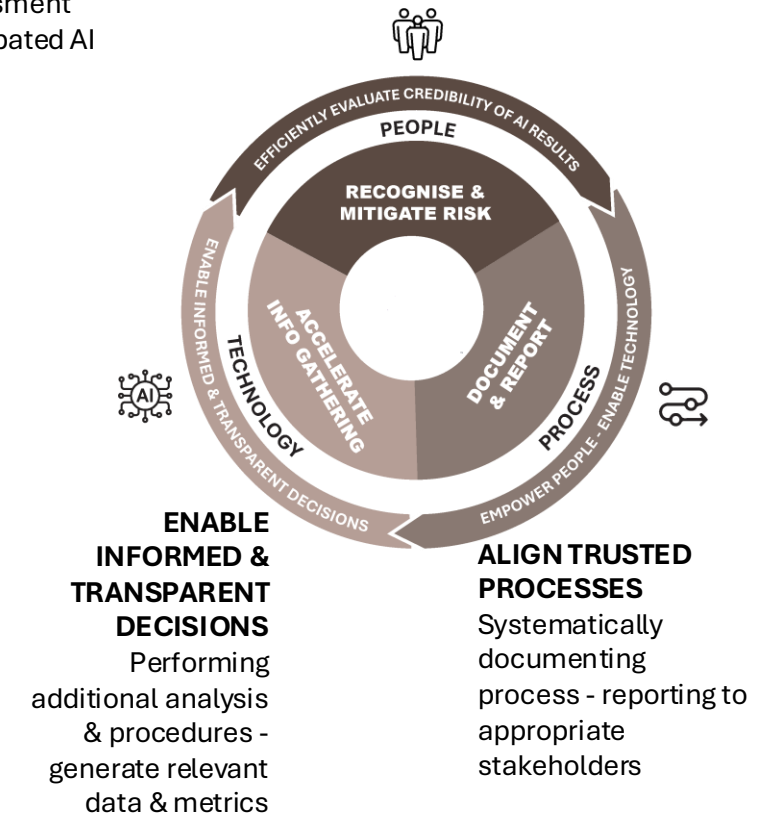 EFFICIENTLY EVALUATE CREDIBILITY OF AI RESULTS
PEOPLE
RECOGNISE &
MITIGATE RISK
ENABLE INFORMED & TRANSPARENT DECISIONS
TECHNOLOGY
ACCELERATE
INFO GATHERING
DOCUMENT
& REPORT
PROCESS
EMPOWER PEOPLE - ENABLE TECHNOLOGY
AI
AI
ENABLE
INFORMED &
TRANSPARENT
DECISIONS
Performing
additional analysis
& procedures -
generate relevant
data & metrics
ALIGN TRUSTED
PROCESSES
Systematically
documenting
process - reporting to
appropriate
stakeholders